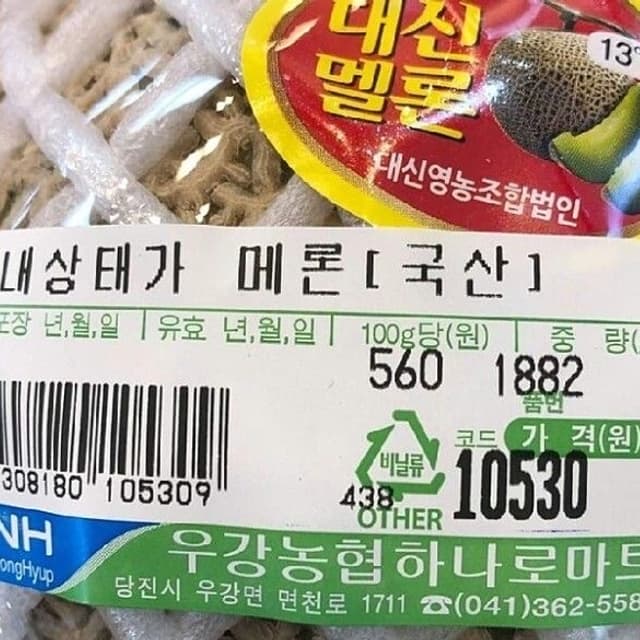 대신
멜론
13°
대신영농조합법인
내상태가 메론[국산]
포장 년,월,일 유효 년,월,일 100g당(원) 중 량(
560 1882
품번
코드 가 격(원)
비닐류
308180 105309 438 10530
OTHER
NH
우강농협하나로마트
당진시 우강면 면천로 1711 ☎(041)362-558